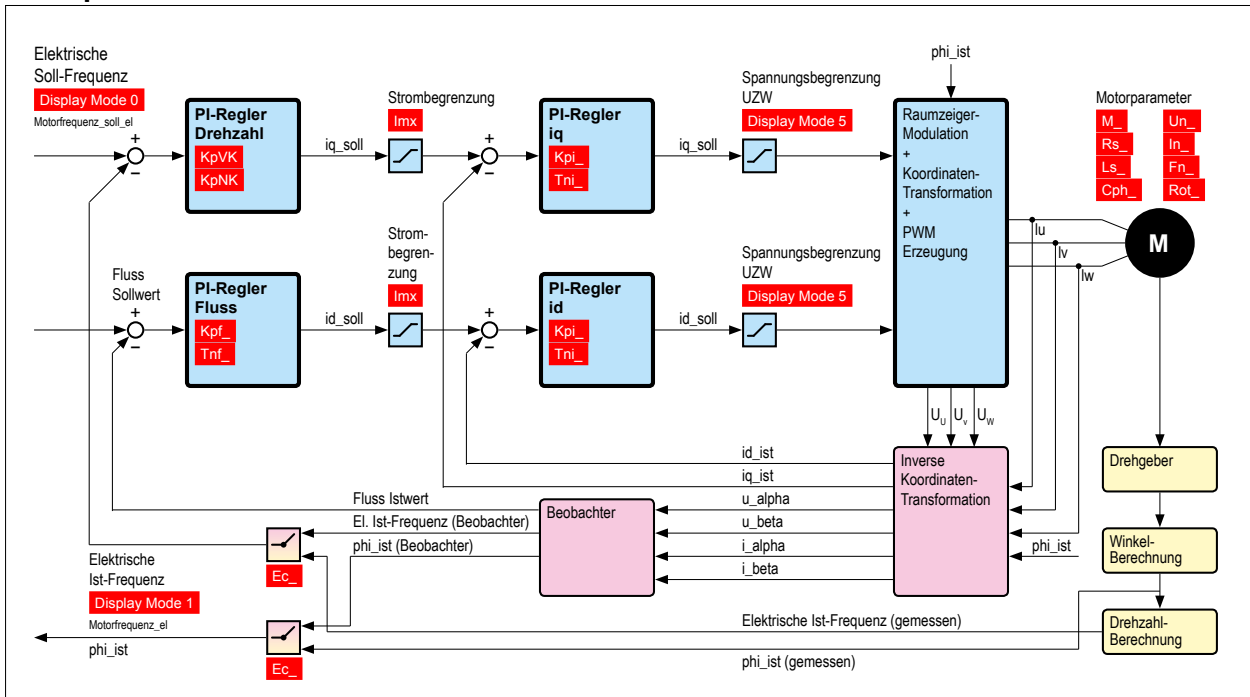 Elektrische
Soll-Frequenz
Display Mode 0
Motorfrequenz_soll_el
+
−
PI-Regler
Drehzahl
KpVK
KpNK
iq_soll
Strombegrenzung
Imx
+
−
PI-Regler
iq
Kpi_
Tni_
iq_soll
Spannungsbegrenzung
UZW
Display Mode 5
phi_ist
Raumzeiger-
Modulation
+
Koordinaten-
Transformation
+
PWM
Erzeugung
Iu
Iv
Iw
Motorparameter
M_
Un_
Rs_
In_
Ls_
Fn_
Cph_
Rot_
M
Fluss
Sollwert
+
−
PI-Regler
Fluss
Kpf_
Tnf_
id_soll
Strom-
begren-
zung
Imx
+
−
PI-Regler
id
Kpi_
Tni_
id_soll
Spannungsbegrenzung
UZW
Display Mode 5
UU
Uv
UW
id_ist
iq_ist
u_alpha
u_beta
i_alpha
i_beta
Inverse
Koordinaten-
Transformation
phi_ist
Drehgeber
Winkel-
Berechnung
Drehzahl-
Berechnung
Beobachter
Fluss Istwert
El. Ist-Frequenz (Beobachter)
phi_ist (Beobachter)
Ec_
Elektrische
Ist-Frequenz
Display Mode 1
Motorfrequenz_el
phi_ist
Ec_
Elektrische Ist-Frequenz (gemessen)
phi_ist (gemessen)